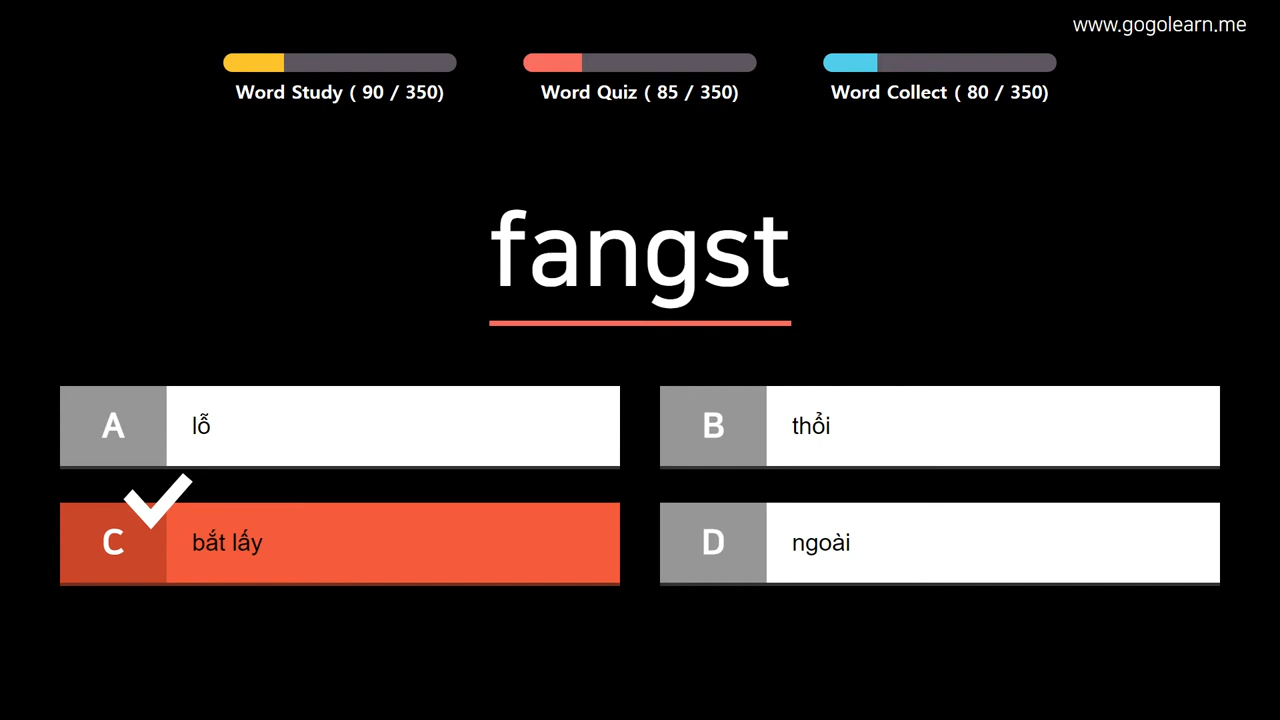 www.gogolearn.me
Word Study ( 90 / 350)
Word Quiz ( 85 / 350)
Word Collect ( 80 / 350)
fangst
A lỗ
B thổi
C bắt lấy
D ngoài